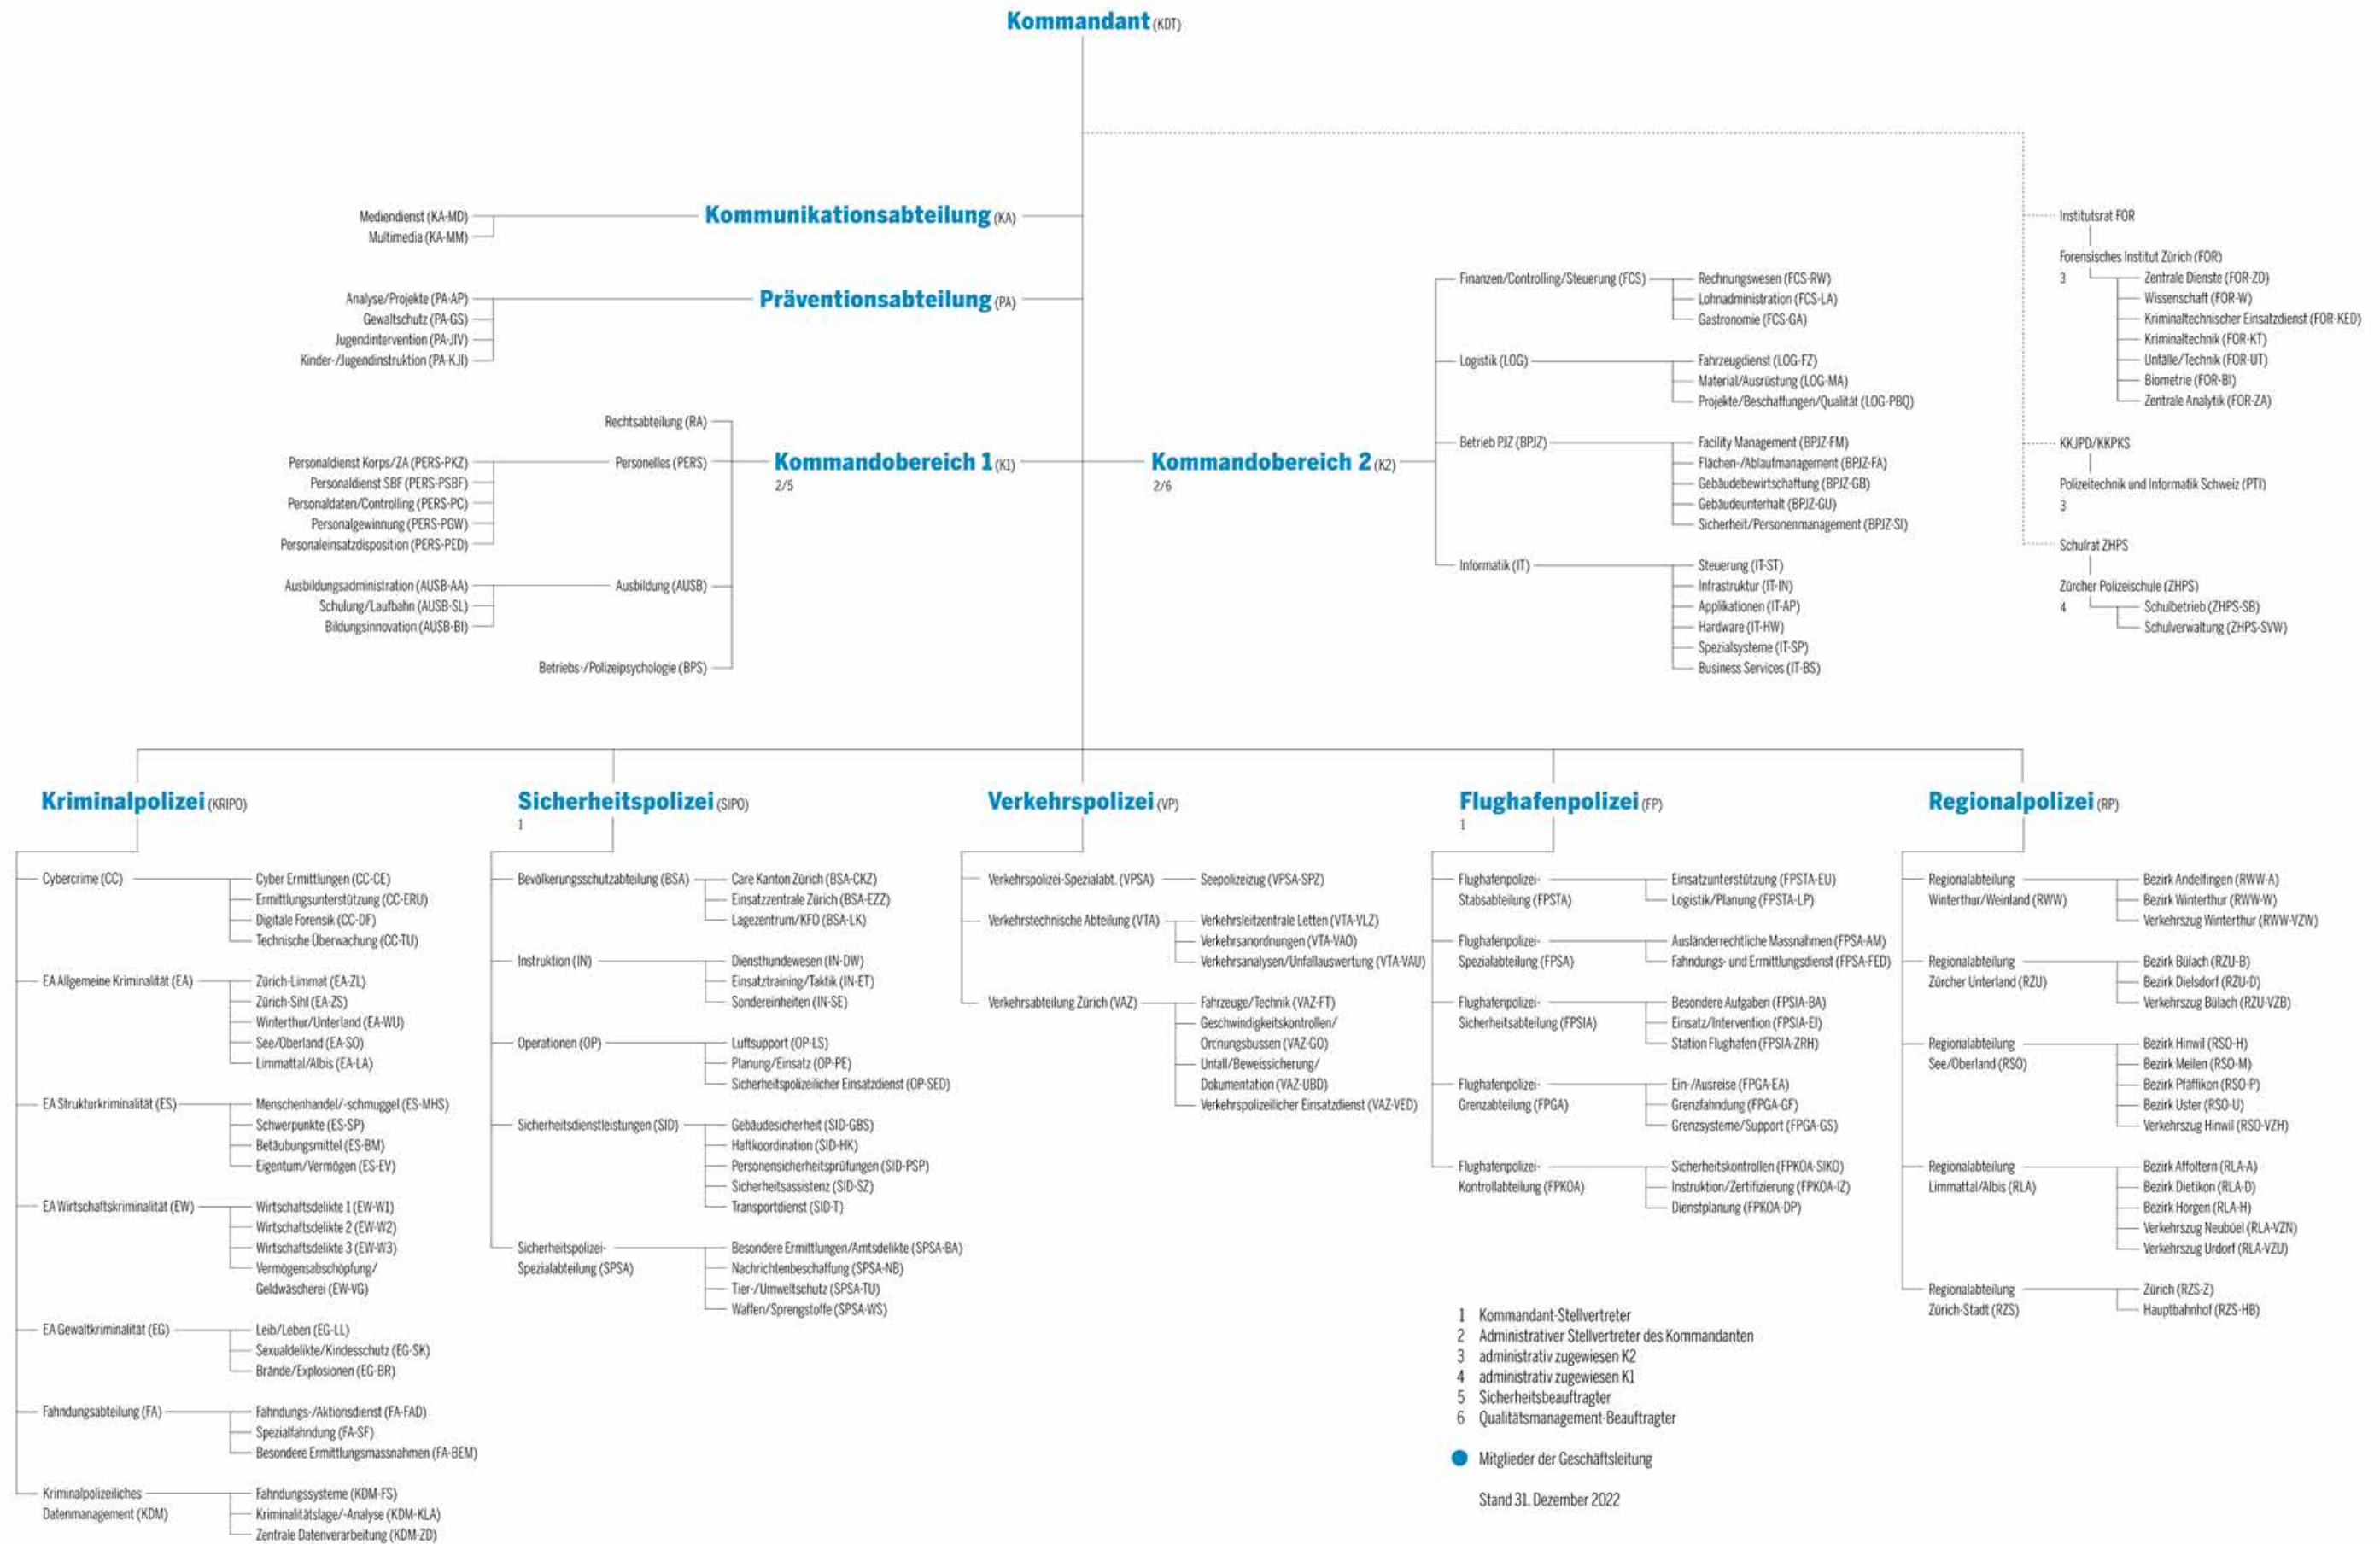 Kommandant (KDT)
Kommunikationsabteilung (KA)
Mediendienst (KA-MD)
Multimedia (KA-MM)
Präventionsabteilung (PA)
Analyse/Projekte (PA-AP)
Gewaltschutz (PA-GS)
Jugendintervention (PA-JIV)
Kinder-/Jugendinstruktion (PA-KJI)
Kommandobereich 1 (K1)
2/5
Rechtsabteilung (RA)
Personelles (PERS)
Personaldienst Korps/ZA (PERS-PKZ)
Personaldienst SBF (PERS-PSBF)
Personaldaten/Controlling (PERS-PC)
Personalgewinnung (PERS-PGW)
Personaleinsatzdisposition (PERS-PED)
Ausbildung (AUSB)
Ausbildungsadministration (AUSB-AA)
Schulung/Laufbahn (AUSB-SL)
Bildungsinnovation (AUSB-BI)
Betriebs-/Polizeipsychologie (BPS)
Kommandobereich 2 (K2)
2/6
Finanzen/Controlling/Steuerung (FCS)
Rechnungswesen (FCS-RW)
Lohnadministration (FCS-LA)
Gastronomie (FCS-GA)
Logistik (LOG)
Fahrzeugdienst (LOG-FZ)
Material/Ausrüstung (LOG-MA)
Projekte/Beschaffungen/Qualität (LOG-PBQ)
Betrieb PJZ (BPJZ)
Facility Management (BPJZ-FM)
Flächen-/Ablaufmanagement (BPJZ-FA)
Gebäudebewirtschaftung (BPJZ-GB)
Gebäudeunterhalt (BPJZ-GU)
Sicherheit/Personenmanagement (BPJZ-SI)
Informatik (IT)
Steuerung (IT-ST)
Infrastruktur (IT-IN)
Applikationen (IT-AP)
Hardware (IT-HW)
Spezialsysteme (IT-SP)
Business Services (IT-BS)
Institutsrat FOR
Forensisches Institut Zürich (FOR)
3
Zentrale Dienste (FOR-ZD)
Wissenschaft (FOR-W)
Kriminaltechnischer Einsatzdienst (FOR-KED)
Kriminaltechnik (FOR-KT)
Unfälle/Technik (FOR-UT)
Biometrie (FOR-BI)
Zentrale Analytik (FOR-ZA)
KKJPD/KKPKS
Polizeitechnik und Informatik Schweiz (PTI)
3
Schulrat ZHPS
Zürcher Polizeischule (ZHPS)
4
Schulbetrieb (ZHPS-SB)
Schulverwaltung (ZHPS-SVW)
Kriminalpolizei (KRIPO)
Cybercrime (CC)
Cyber Ermittlungen (CC-CE)
Ermittlungsunterstützung (CC-ERU)
Digitale Forensik (CC-DF)
Technische Überwachung (CC-TU)
EA Allgemeine Kriminalität (EA)
Zürich-Limmat (EA-ZL)
Zürich-Sihl (EA-ZS)
Winterthur/Unterland (EA-WU)
See/Oberland (EA-SO)
Limmattal/Albis (EA-LA)
EA Strukturkriminalität (ES)
Menschenhandel/-schmuggel (ES-MHS)
Schwerpunkte (ES-SP)
Betäubungsmittel (ES-BM)
Eigentum/Vermögen (ES-EV)
EA Wirtschaftskriminalität (EW)
Wirtschaftsdelikte 1 (EW-W1)
Wirtschaftsdelikte 2 (EW-W2)
Wirtschaftsdelikte 3 (EW-W3)
Vermögensabschöpfung/
Geldwäscherei (EW-VG)
EA Gewaltkriminalität (EG)
Leib/Leben (EG-LL)
Sexualdelikte/Kindesschutz (EG-SK)
Brände/Explosionen (EG-BR)
Fahndungsabteilung (FA)
Fahndungs-/Aktionsdienst (FA-FAD)
Spezialfahndung (FA-SF)
Besondere Ermittlungsmassnahmen (FA-BEM)
Kriminalpolizeiliches
Datenmanagement (KDM)
Fahndungssysteme (KDM-FS)
Kriminalitätslage/-Analyse (KDM-KLA)
Zentrale Datenverarbeitung (KDM-ZD)
Sicherheitspolizei (SIPO)
1
Bevölkerungsschutzabteilung (BSA)
Care Kanton Zürich (BSA-CKZ)
Einsatzzentrale Zürich (BSA-EZZ)
Lagezentrum/KFO (BSA-LK)
Instruktion (IN)
Diensthundewesen (IN-DW)
Einsatztraining/Taktik (IN-ET)
Sondereinheiten (IN-SE)
Operationen (OP)
Luftsupport (OP-LS)
Planung/Einsatz (OP-PE)
Sicherheitspolizeilicher Einsatzdienst (OP-SED)
Sicherheitsdienstleistungen (SID)
Gebäudesicherheit (SID-GBS)
Haftkoordination (SID-HK)
Personensicherheitsprüfungen (SID-PSP)
Sicherheitsassistenz (SID-SZ)
Transportdienst (SID-T)
Sicherheitspolizei-
Spezialabteilung (SPSA)
Besondere Ermittlungen/Amtsdelikte (SPSA-BA)
Nachrichtenbeschaffung (SPSA-NB)
Tier-/Umweltschutz (SPSA-TU)
Waffen/Sprengstoffe (SPSA-WS)
Verkehrspolizei (VP)
Verkehrspolizei-Spezialabt. (VPSA)
Seepolizeizug (VPSA-SPZ)
Verkehrstechnische Abteilung (VTA)
Verkehrsleitzentrale Letten (VTA-VLZ)
Verkehrsanordnungen (VTA-VAO)
Verkehrsanalysen/Unfallauswertung (VTA-VAU)
Verkehrsabteilung Zürich (VAZ)
Fahrzeuge/Technik (VAZ-FT)
Geschwindigkeitskontrollen/
Ordnungsbussen (VAZ-GO)
Unfall/Beweissicherung/
Dokumentation (VAZ-UBD)
Verkehrspolizeilicher Einsatzdienst (VAZ-VED)
Flughafenpolizei (FP)
1
Flughafenpolizei-
Stabsabteilung (FPSTA)
Einsatzunterstützung (FPSTA-EU)
Logistik/Planung (FPSTA-LP)
Flughafenpolizei-
Spezialabteilung (FPSA)
Ausländerrechtliche Massnahmen (FPSA-AM)
Fahndungs- und Ermittlungsdienst (FPSA-FED)
Flughafenpolizei-
Sicherheitsabteilung (FPSIA)
Besondere Aufgaben (FPSIA-BA)
Einsatz/Intervention (FPSIA-EI)
Station Flughafen (FPSIA-ZRH)
Flughafenpolizei-
Grenzabteilung (FPGA)
Ein-/Ausreise (FPGA-EA)
Grenzfahndung (FPGA-GF)
Grenzsysteme/Support (FPGA-GS)
Flughafenpolizei-
Kontrollabteilung (FPKOA)
Sicherheitskontrollen (FPKOA-SIKO)
Instruktion/Zertifizierung (FPKOA-IZ)
Dienstplanung (FPKOA-DP)
Regionalpolizei (RP)
Regionalabteilung
Winterthur/Weinland (RWW)
Bezirk Andelfingen (RWW-A)
Bezirk Winterthur (RWW-W)
Verkehrszug Winterthur (RWW-VZW)
Regionalabteilung
Zürcher Unterland (RZU)
Bezirk Bülach (RZU-B)
Bezirk Dielsdorf (RZU-D)
Verkehrszug Bülach (RZU-VZB)
Regionalabteilung
See/Oberland (RSO)
Bezirk Hinwil (RSO-H)
Bezirk Meilen (RSO-M)
Bezirk Pfäffikon (RSO-P)
Bezirk Uster (RSO-U)
Verkehrszug Hinwil (RSO-VZH)
Regionalabteilung
Limmattal/Albis (RLA)
Bezirk Affoltern (RLA-A)
Bezirk Dietikon (RLA-D)
Bezirk Horgen (RLA-H)
Verkehrszug Neubüel (RLA-VZN)
Verkehrszug Urdorf (RLA-VZU)
Regionalabteilung
Zürich-Stadt (RZS)
Zürich (RZS-Z)
Hauptbahnhof (RZS-HB)
1 Kommandant-Stellvertreter
2 Administrativer Stellvertreter des Kommandanten
3 administrativ zugewiesen K2
4 administrativ zugewiesen K1
5 Sicherheitsbeauftragter
6 Qualitätsmanagement-Beauftragter
Mitglieder der Geschäftsleitung
Stand 31. Dezember 2022